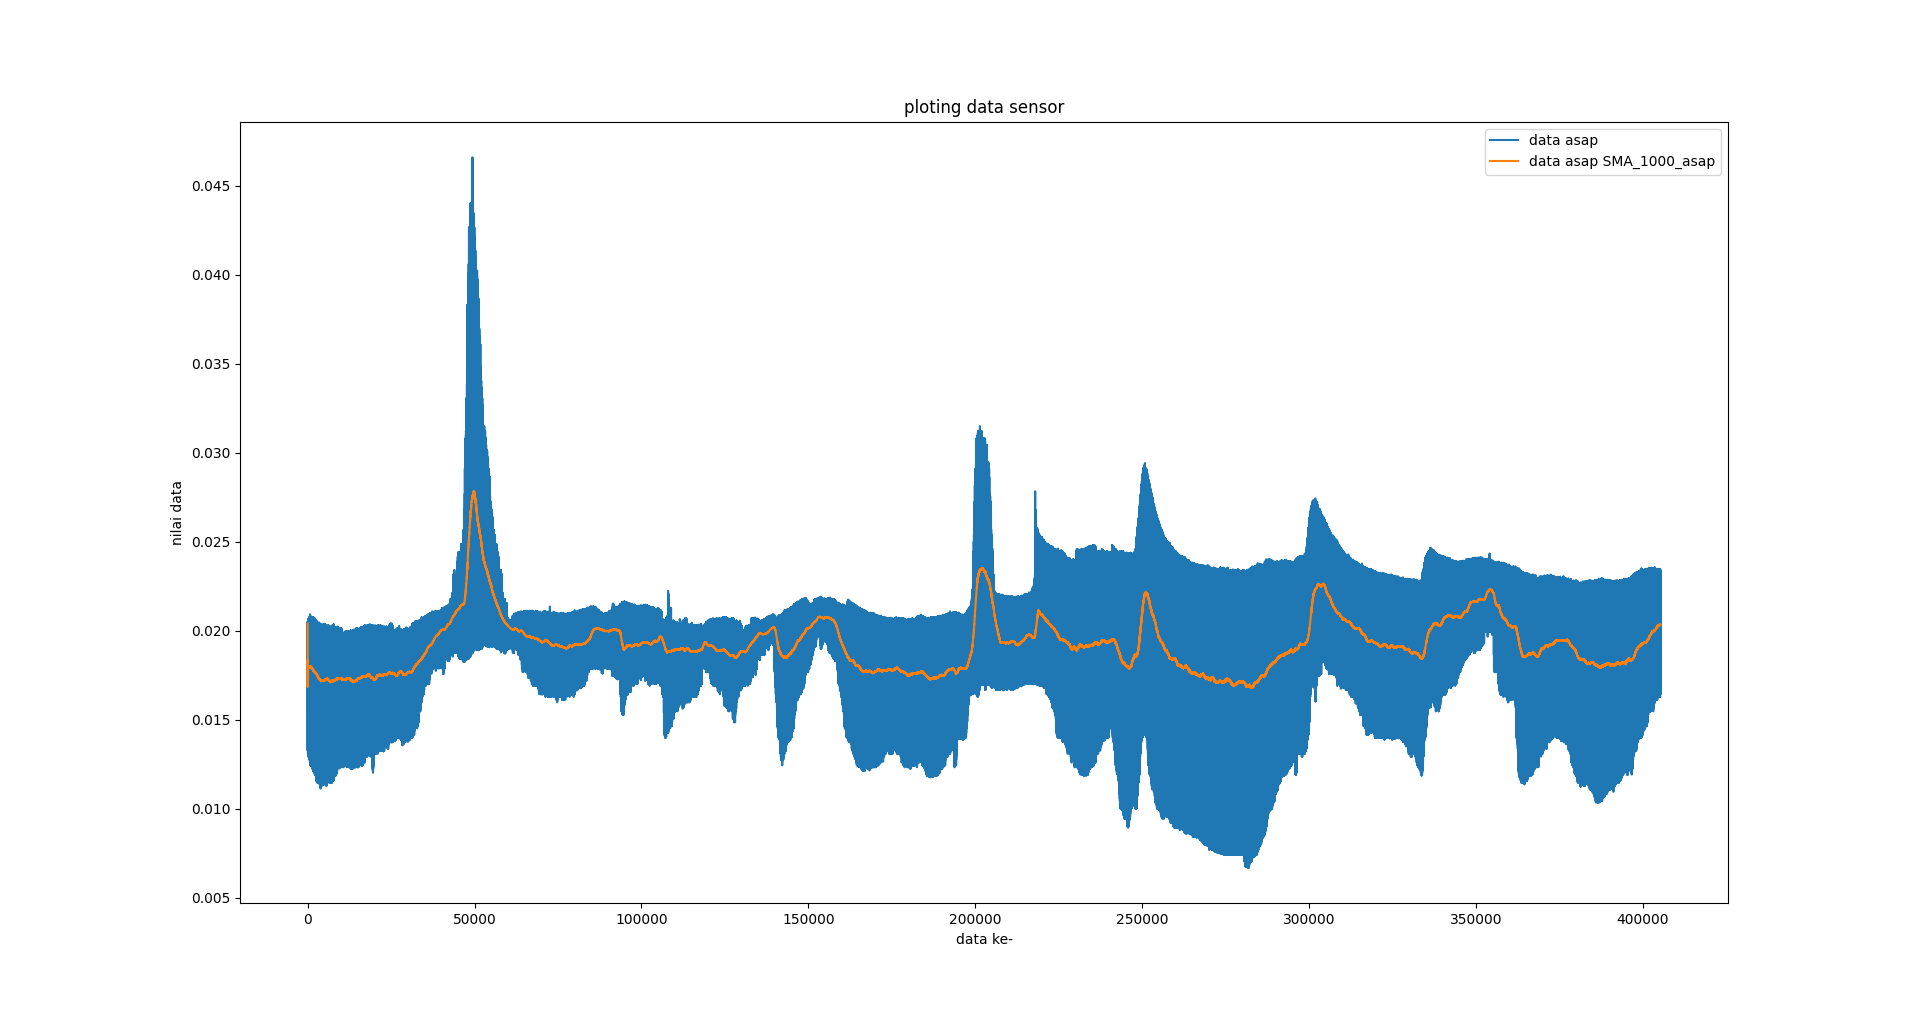 ploting data sensor
data asap
data asap SMA_1000_asap
nilai data
0.045
0.040
0.035
0.030
0.025
0.020
0.015
0.010
0.005
0 50000 100000 150000 200000 250000 300000 350000 400000
data ke-